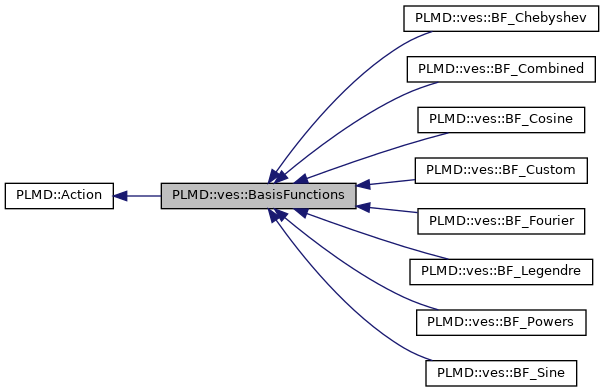 PLMD::ves::BF_Chebyshev
PLMD::ves::BF_Combined
PLMD::ves::BF_Cosine
PLMD::ves::BF_Custom
PLMD::Action
PLMD::ves::BasisFunctions
PLMD::ves::BF_Fourier
PLMD::ves::BF_Legendre
PLMD::ves::BF_Powers
PLMD::ves::BF_Sine